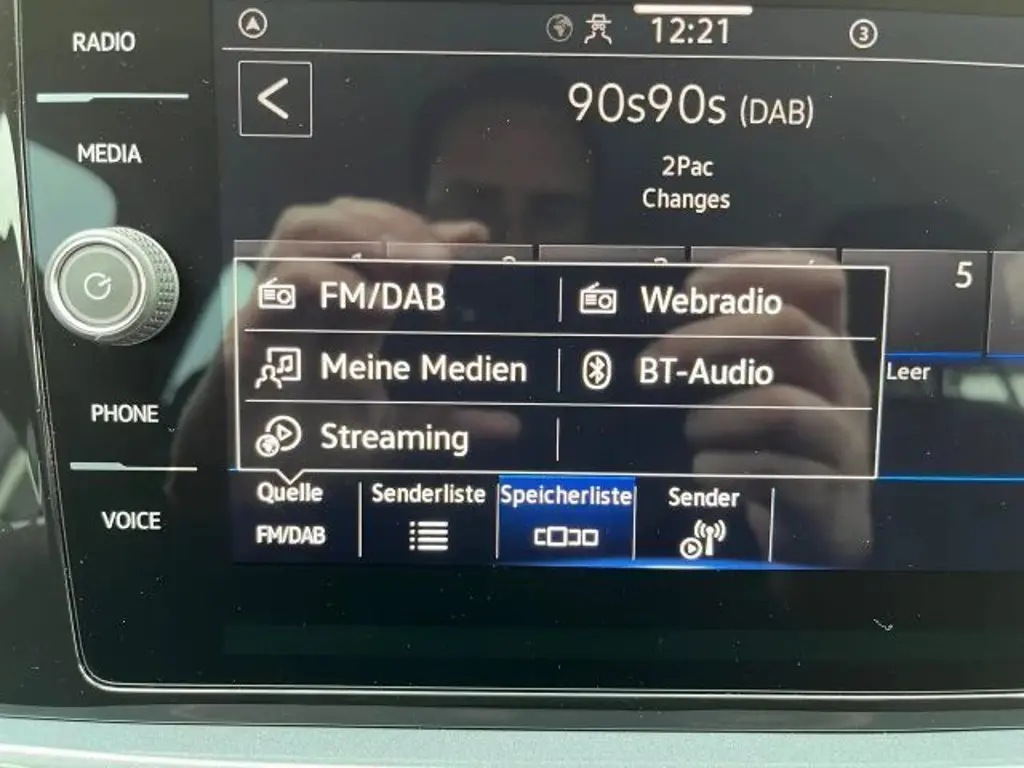 RADIO
MEDIA
PHONE
VOICE
12:21
3
90s90s (DAB)
2Pac
Changes
5
Leer
FM/DAB
Webradio
Meine Medien
BT-Audio
Streaming
Quelle
FM/DAB
Senderliste
Speicherliste
Sender